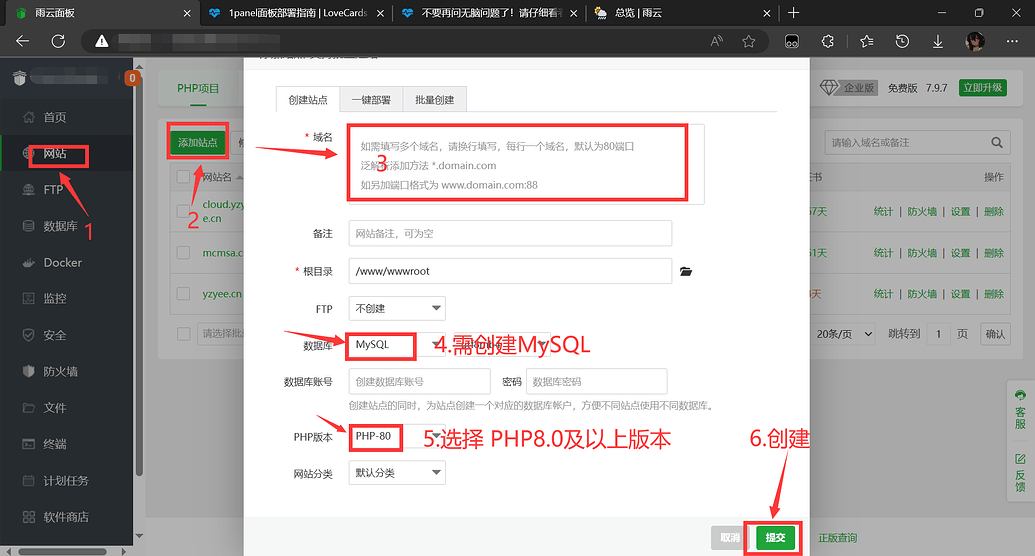 雨云面板
1panel面板部署指南 | LoveCards
不要再问无脑问题了！请仔细看看
总览 | 雨云
0
首页
网站
FTP
数据库
Docker
监控
安全
防火墙
文件
终端
计划任务
软件商店
1
2
3
PHP项目
企业版
免费版 7.9.7
立即升级
添加站点
请输入域名或备注
网站名
操作
cloud.yzy
e.cn
统计 | 防火墙 | 设置 | 删除
mcmsa.c
统计 | 防火墙 | 设置 | 删除
yzyee.cn
统计 | 防火墙 | 设置 | 删除
请选择批
20条/页
跳转到
1
页
确认
创建站点
一键部署
批量创建
* 域名
如需填写多个域名，请换行填写，每行一个域名，默认为80端口
泛解析添加方法 *.domain.com
如另加端口格式为 www.domain.com:88
备注
网站备注，可为空
* 根目录
/www/wwwroot
FTP
不创建
数据库
MySQL
4.需创建MySQL
数据库账号
创建数据库账号
密码
数据库密码
创建站点的同时，为站点创建一个对应的数据库帐户，方便不同站点使用不同数据库。
PHP版本
PHP-80
5.选择 PHP8.0及以上版本
6.创建
网站分类
默认分类
取消
提交
正版查询
客服
反馈